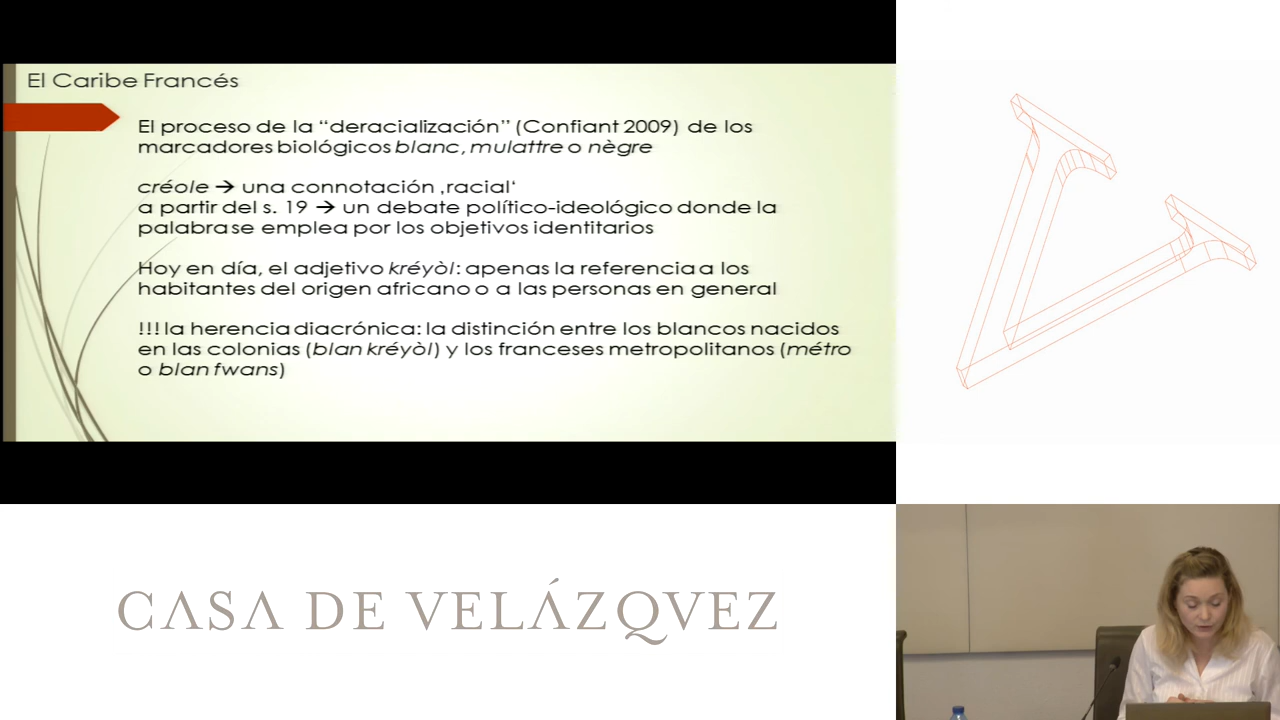 El Caribe Francés
El proceso de la “deracialización” (Confiant 2009) de los
marcadores biológicos blanc, mulattre o nègre
créole → una connotación ‚racial‘
a partir del s. 19 → un debate político-ideológico donde la
palabra se emplea por los objetivos identitarios
Hoy en día, el adjetivo kréyòl: apenas la referencia a los
habitantes del origen africano o a las personas en general
!!! la herencia diacrónica: la distinción entre los blancos nacidos
en las colonias (blan kréyòl) y los franceses metropolitanos (métro
o blan fwans)
CASA DE VELÁZQVEZ